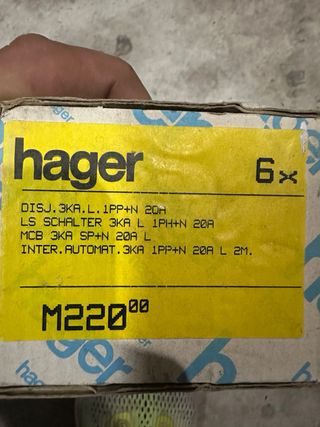 hager
6x
DISJ.3KA.L.1PP+N 20A
LS SCHALTER 3KA L 1PH+N 20A
MCB 3KA SP+N 20A L
INTER.AUTOMAT.3KA 1PP+N 20A L 2M.
M220⁰⁰
hager